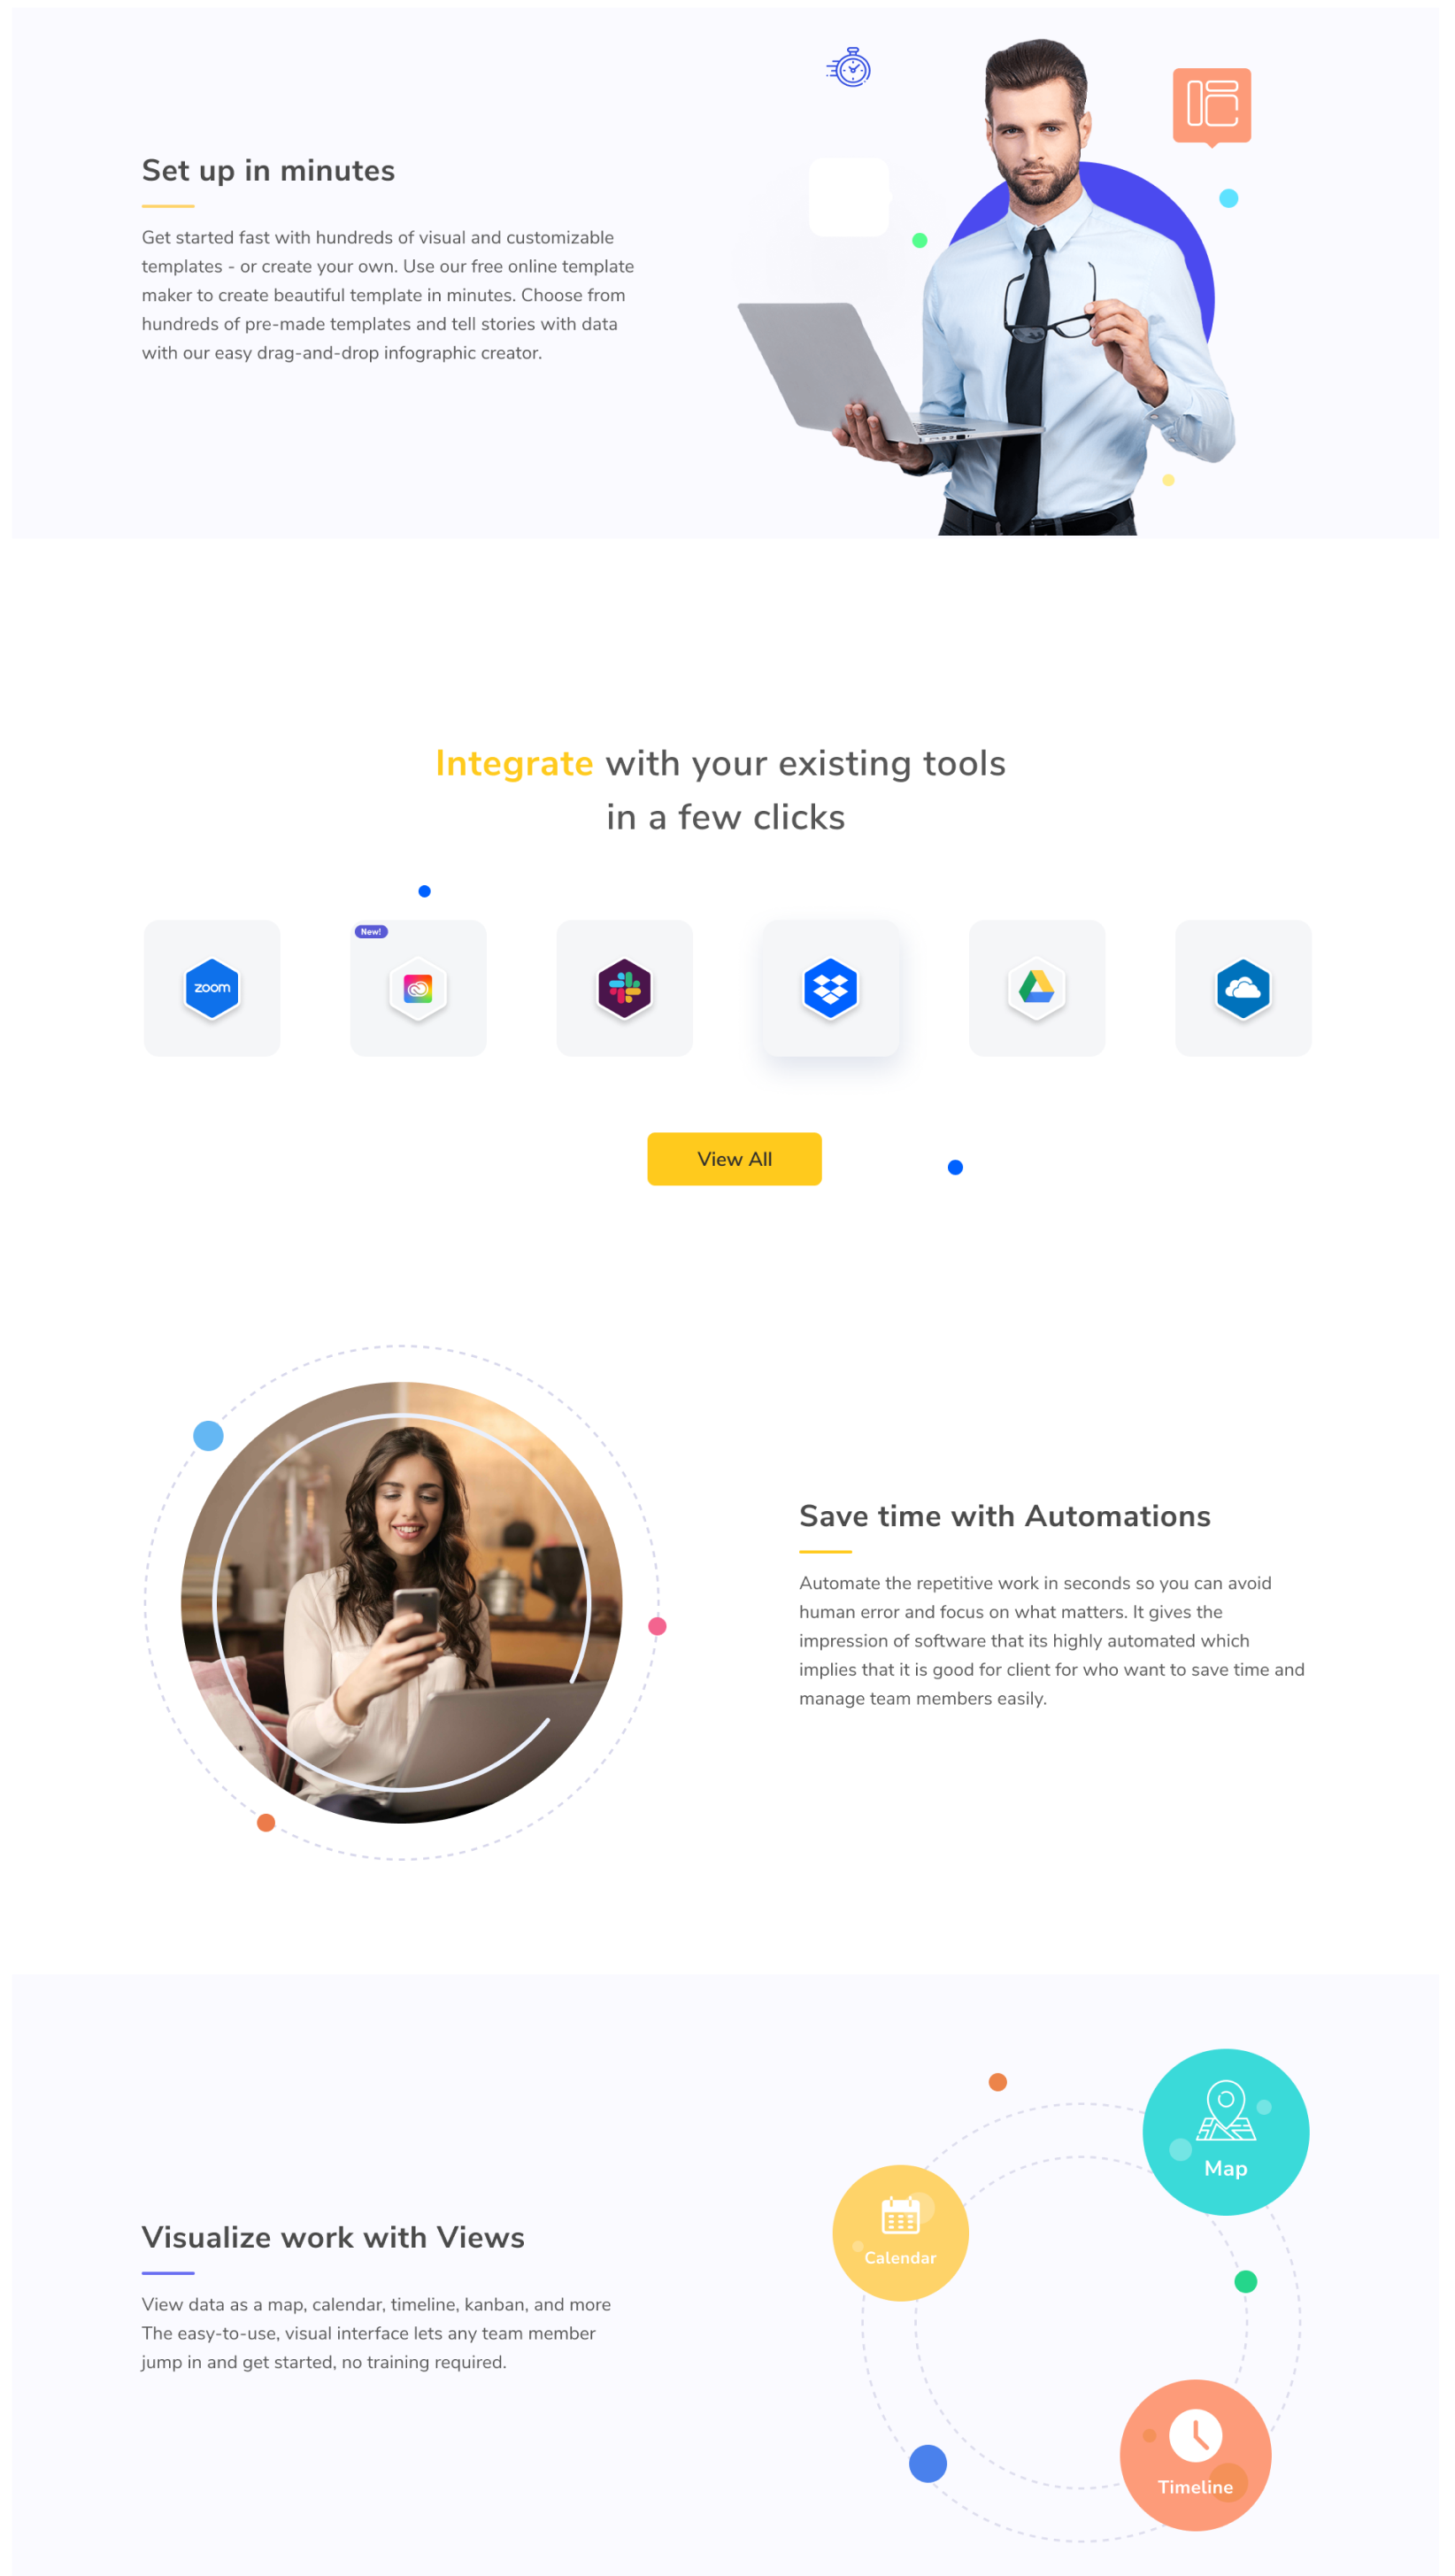 Set up in minutes
Get started fast with hundreds of visual and customizable
templates - or create your own. Use our free online template
maker to create beautiful template in minutes. Choose from
hundreds of pre-made templates and tell stories with data
with our easy drag-and-drop infographic creator.
Integrate with your existing tools
in a few clicks
zoom
New!
View All
Save time with Automations
Automate the repetitive work in seconds so you can avoid
human error and focus on what matters. It gives the
impression of software that its highly automated which
implies that it is good for client for who want to save time and
manage team members easily.
Map
Calendar
Visualize work with Views
View data as a map, calendar, timeline, kanban, and more
The easy-to-use, visual interface lets any team member
jump in and get started, no training required.
Timeline